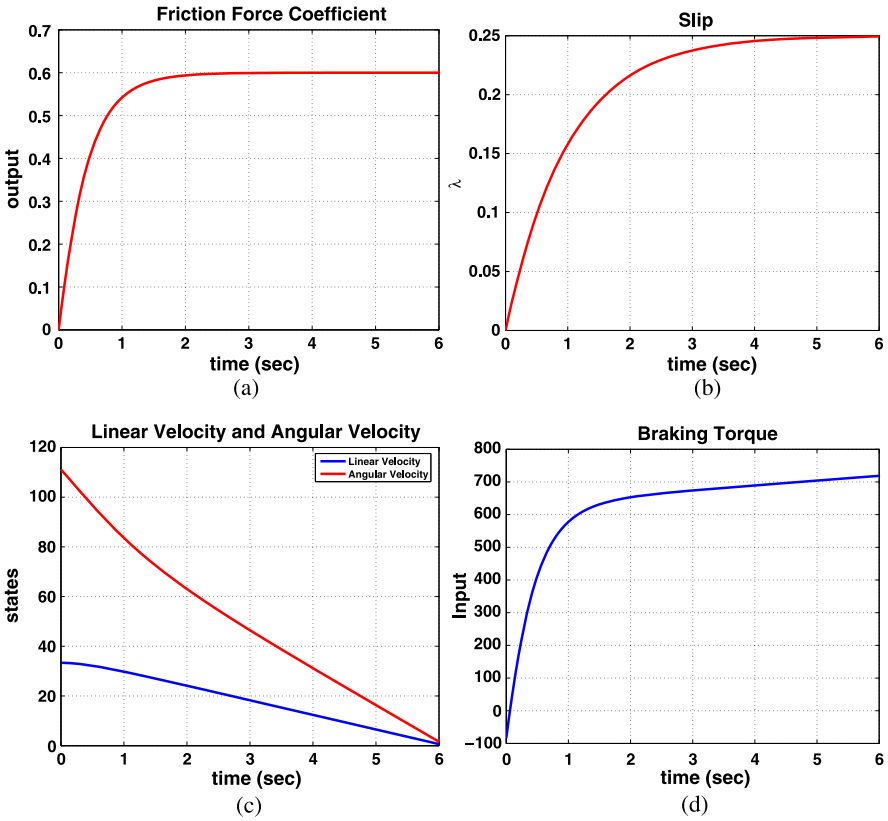 Friction Force Coefficient
0.7
0.6
0.5
0.4
0.3
0.2
0.1
0
output
0 1 2 3 4 5 6
time (sec)
(a)
Slip
0.25
0.2
0.15
0.1
0.05
0
λ
0 1 2 3 4 5 6
time (sec)
(b)
Linear Velocity and Angular Velocity
120
100
80
60
40
20
0
states
Linear Velocity
Angular Velocity
0 1 2 3 4 5 6
time (sec)
(c)
Braking Torque
800
700
600
500
400
300
200
100
0
−100
Input
0 1 2 3 4 5 6
time (sec)
(d)